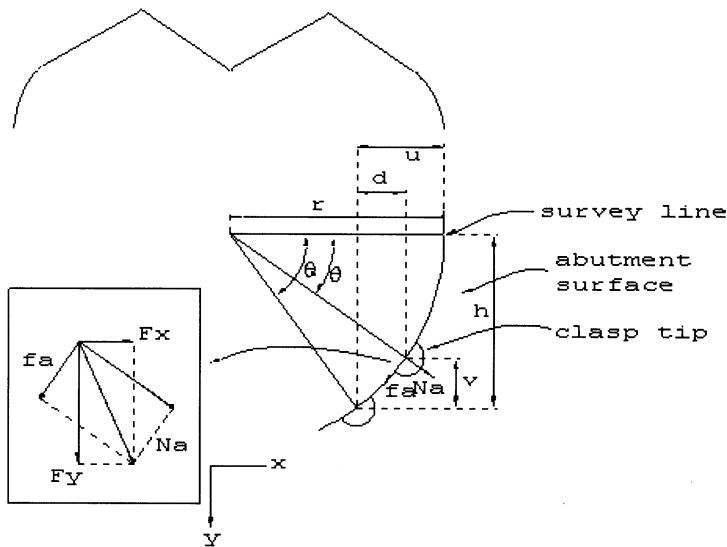 u
d
r
survey line
θ
θ
abutment
surface
h
clasp tip
Fx
fa
fa
Na
v
Na
Fy
x
y